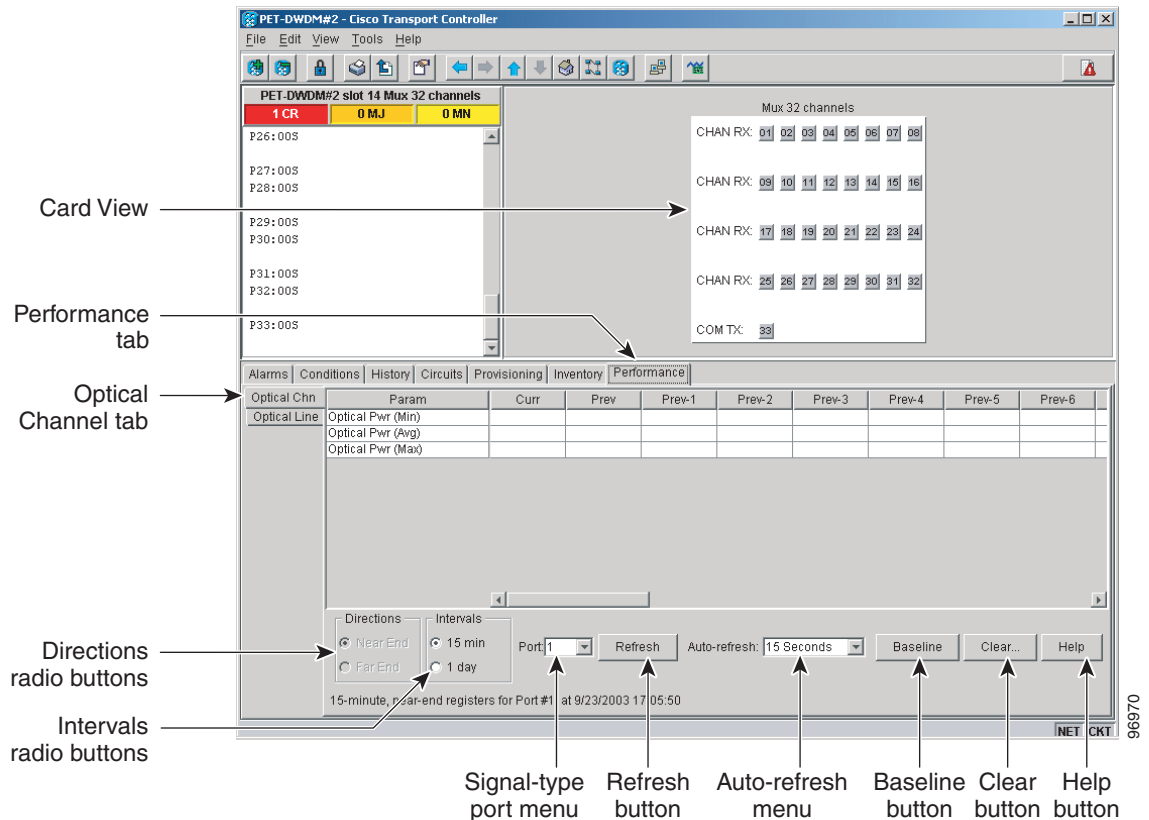 PET-DWDM#2 - Cisco Transport Controller
File Edit View Tools Help
PET-DWDM#2 slot 14 Mux 32 channels
1 CR 0 MJ 0 MN
P26:00S
P27:00S
P28:00S
P29:00S
P30:00S
P31:00S
P32:00S
P33:00S
Mux 32 channels
CHAN RX: 01 02 03 04 05 06 07 08
CHAN RX: 09 10 11 12 13 14 15 16
CHAN RX: 17 18 19 20 21 22 23 24
CHAN RX: 25 26 27 28 29 30 31 32
COM TX: 33
Card View
Performance
tab
Optical
Channel tab
Alarms Conditions History Circuits Provisioning Inventory Performance
Optical Chn
Optical Line
Param Curr Prev Prev-1 Prev-2 Prev-3 Prev-4 Prev-5 Prev-6
Optical Pwr (Min)
Optical Pwr (Avg)
Optical Pwr (Max)
Directions
Near End
Far End
Intervals
15 min
1 day
Port: 1 Refresh Auto-refresh: 15 Seconds Baseline Clear... Help
15-minute, near-end registers for Port #1 at 9/23/2003 17:05:50
NET CKT
Directions
radio buttons
Intervals
radio buttons
Signal-type
port menu
Refresh
button
Auto-refresh
menu
Baseline
button
Clear
button
Help
button
96970